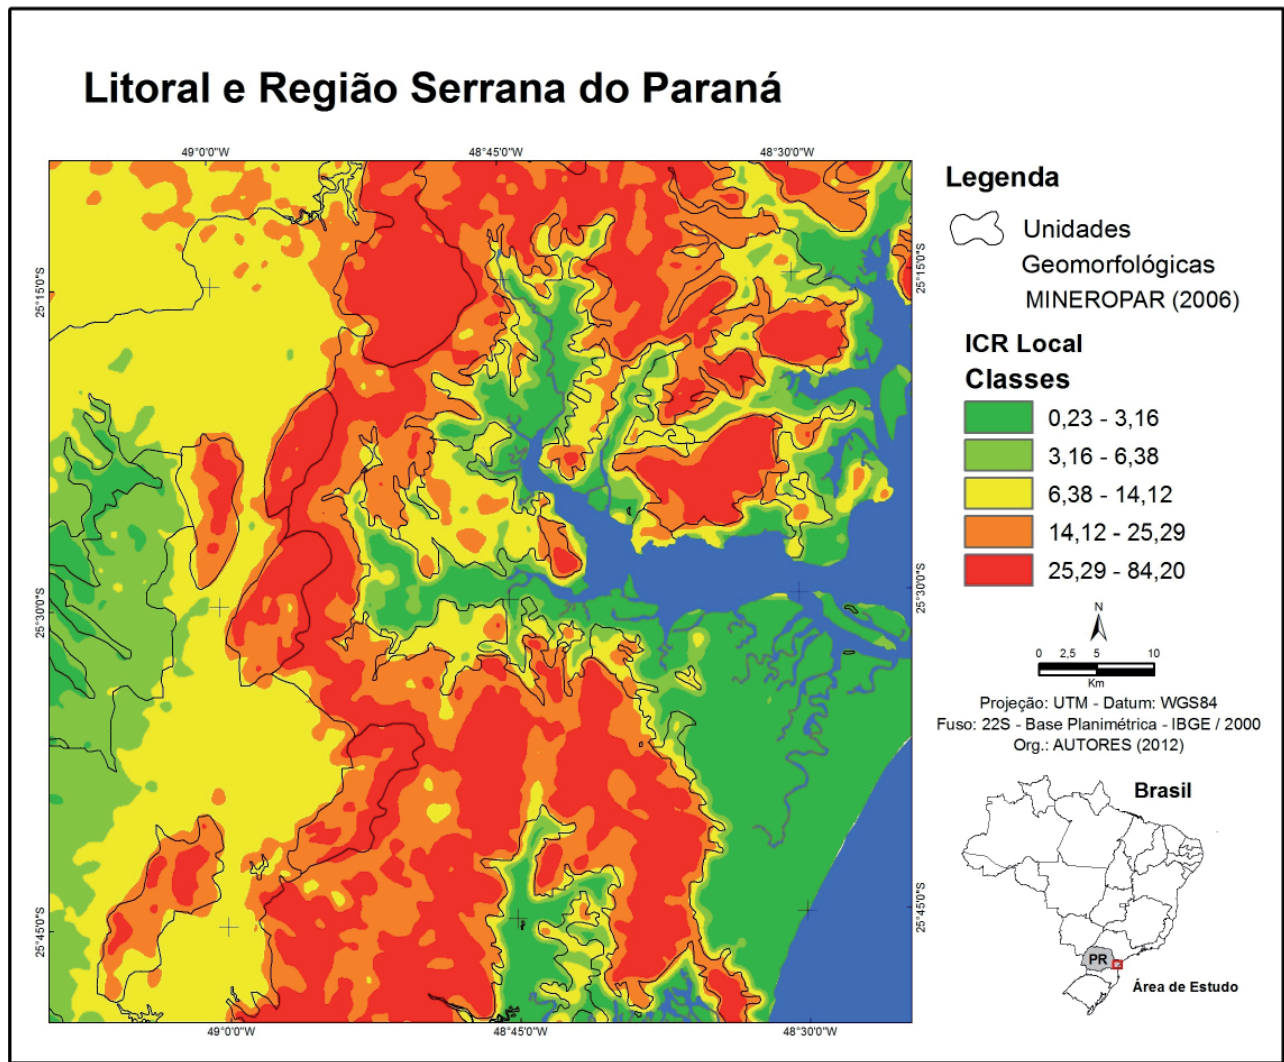 Litoral e Região Serrana do Paraná
49°0'0"W
48°45'0"W
48°30'0"W
25°15'0"S
25°30'0"S
25°45'0"S
25°15'0"S
25°30'0"S
25°45'0"S
49°0'0"W
48°45'0"W
48°30'0"W
Legenda
Unidades
Geomorfológicas
MINEROPAR (2006)
ICR Local
Classes
0,23 - 3,16
3,16 - 6,38
6,38 - 14,12
14,12 - 25,29
25,29 - 84,20
N
0 2,5 5 10
Km
Projeção: UTM - Datum: WGS84
Fuso: 22S - Base Planimétrica - IBGE / 2000
Org.: AUTORES (2012)
Brasil
PR
Área de Estudo